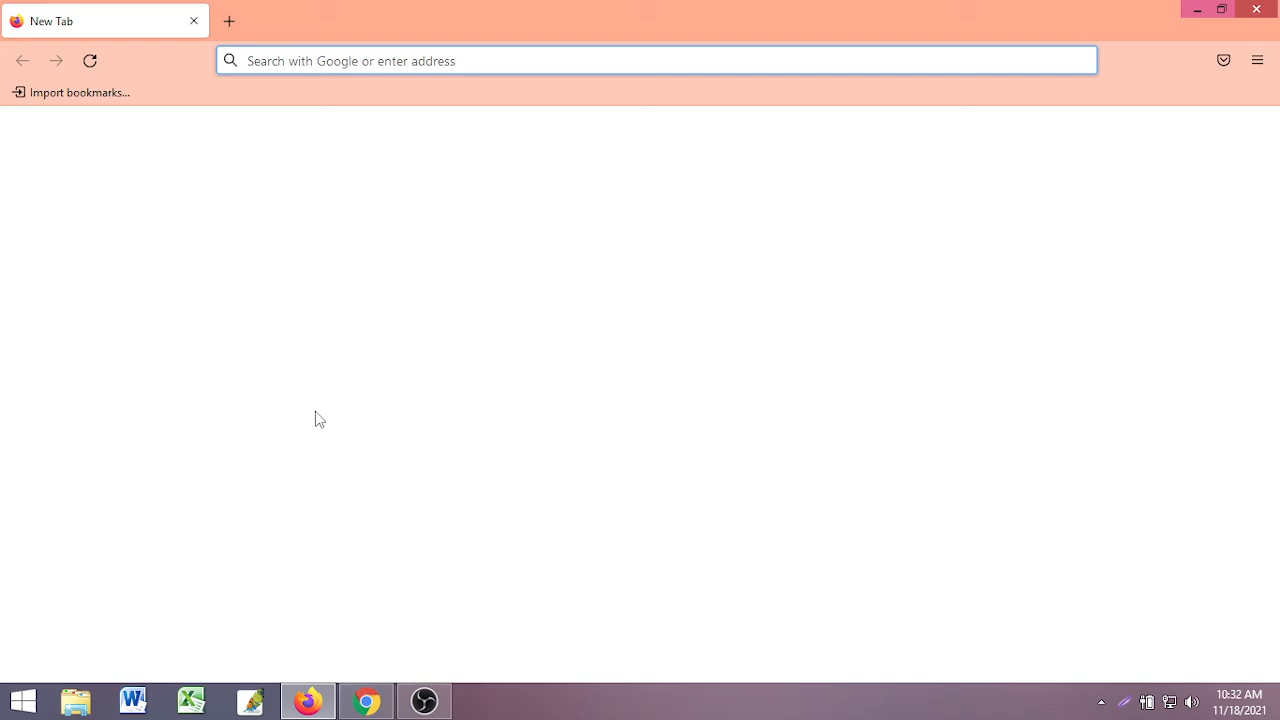 New Tab
Search with Google or enter address
Import bookmarks...
10:32 AM
11/18/2021